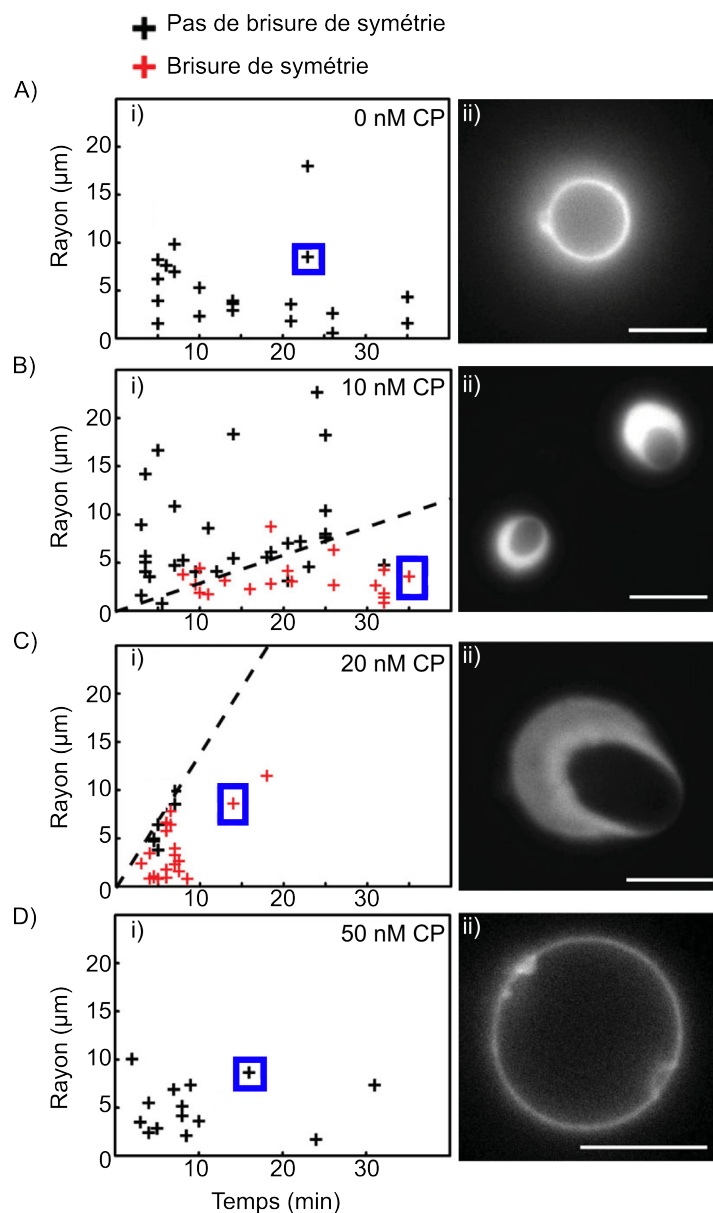 Pas de brisure de symétrie
Brisure de symétrie
A)
i)
0 nM CP
ii)
Rayon (µm)
20
15
10
5
0
10
20
30
B)
i)
10 nM CP
ii)
Rayon (µm)
20
15
10
5
0
10
20
30
C)
i)
20 nM CP
ii)
Rayon (µm)
20
15
10
5
0
10
20
30
D)
i)
50 nM CP
ii)
Rayon (µm)
20
15
10
5
0
10
20
30
Temps (min)